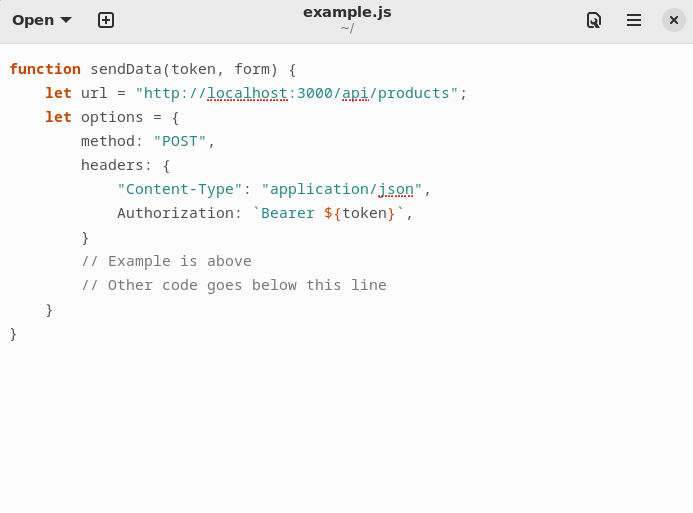 Open
example.js
~/
function sendData(token, form) {
    let url = "http://localhost:3000/api/products";
    let options = {
        method: "POST",
        headers: {
            "Content-Type": "application/json",
            Authorization: `Bearer ${token}`,
        }
        // Example is above
        // Other code goes below this line
    }
}